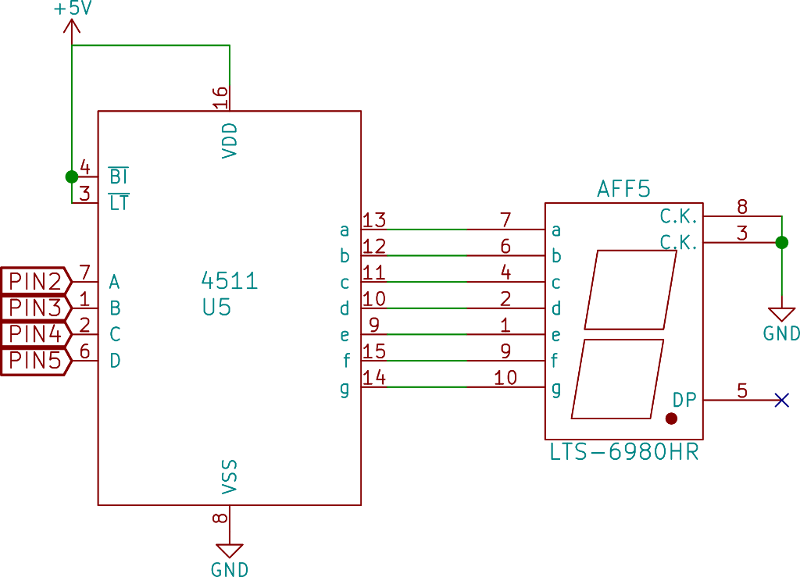 +5V
16
VDD
4 BI
3 LT
AFF5
8 C.K.
3 C.K.
13 a 7 a
12 b 6 b
PIN2 7 A 4511 11 c 4 c
PIN3 1 B U5 10 d 2 d
PIN4 2 C 9 e 1 e
PIN5 6 D 15 f 9 f
14 g 10 g
GND
DP 5
LTS-6980HR
VSS
8
GND